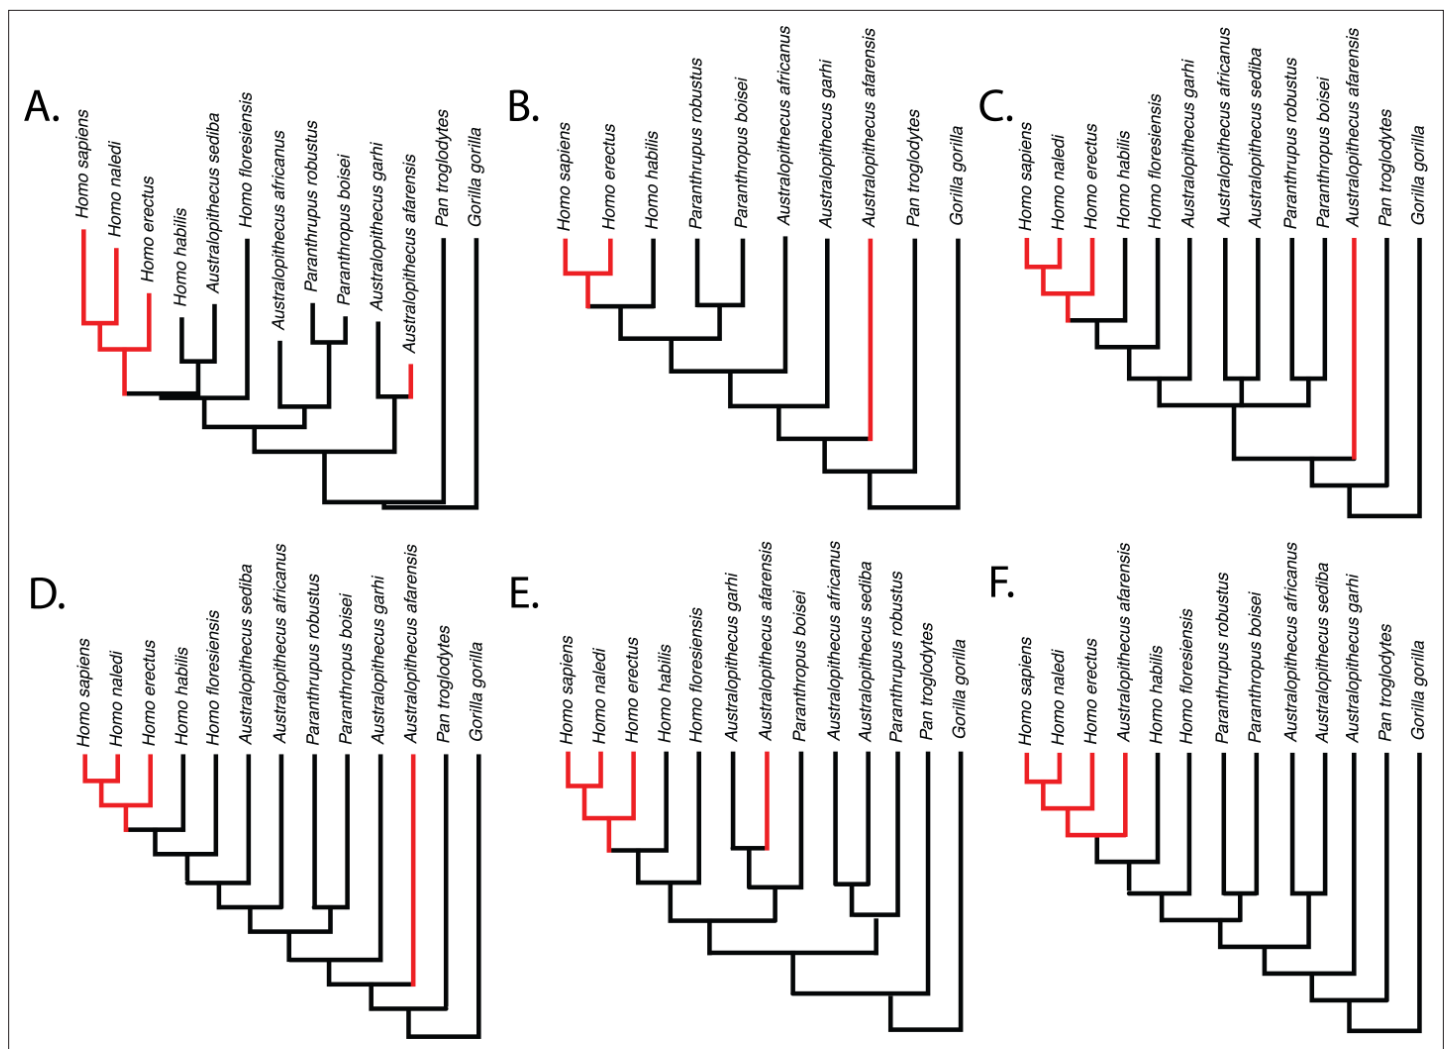 A.
Homo sapiens
Homo naledi
Homo erectus
Homo habilis
Australopithecus sediba
Homo floresiensis
Australopithecus africanus
Paranthrupus robustus
Paranthropus boisei
Australopithecus garhi
Australopithecus afarensis
Pan troglodytes
Gorilla gorilla
B.
Homo sapiens
Homo erectus
Homo habilis
Paranthrupus robustus
Paranthropus boisei
Australopithecus africanus
Australopithecus garhi
Australopithecus afarensis
Pan troglodytes
Gorilla gorilla
C.
Homo sapiens
Homo naledi
Homo erectus
Homo habilis
Homo floresiensis
Australopithecus garhi
Australopithecus africanus
Australopithecus sediba
Paranthrupus robustus
Paranthropus boisei
Australopithecus afarensis
Pan troglodytes
Gorilla gorilla
D.
Homo sapiens
Homo naledi
Homo erectus
Homo habilis
Homo floresiensis
Australopithecus sediba
Australopithecus africanus
Paranthrupus robustus
Paranthropus boisei
Australopithecus garhi
Australopithecus afarensis
Pan troglodytes
Gorilla gorilla
E.
Homo sapiens
Homo naledi
Homo erectus
Homo habilis
Homo floresiensis
Australopithecus garhi
Australopithecus afarensis
Paranthropus boisei
Australopithecus africanus
Australopithecus sediba
Paranthrupus robustus
Pan troglodytes
Gorilla gorilla
F.
Homo sapiens
Homo naledi
Homo erectus
Australopithecus afarensis
Homo habilis
Homo floresiensis
Paranthrupus robustus
Paranthropus boisei
Australopithecus africanus
Australopithecus sediba
Australopithecus garhi
Pan troglodytes
Gorilla gorilla